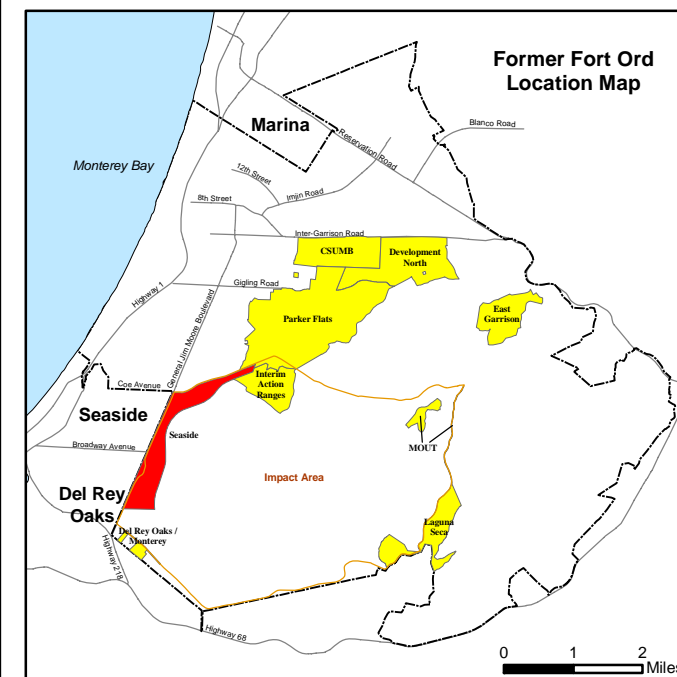 Former Fort Ord
Location Map
Marina
Blanco Road
Reservation Road
Monterey Bay
12th Street
Imjin Road
8th Street
Inter-Garrison Road
CSUMB
Development
North
Gigling Road
Highway 1
General Jim Moore Boulevard
East
Garrison
Parker Flats
Interim
Action
Ranges
Coe Avenue
Seaside
Seaside
Broadway Avenue
MOUT
Impact Area
Del Rey
Oaks
Laguna
Seca
Del Rey Oaks /
Monterey
Highway 218
Highway 68
0 1 2
Miles